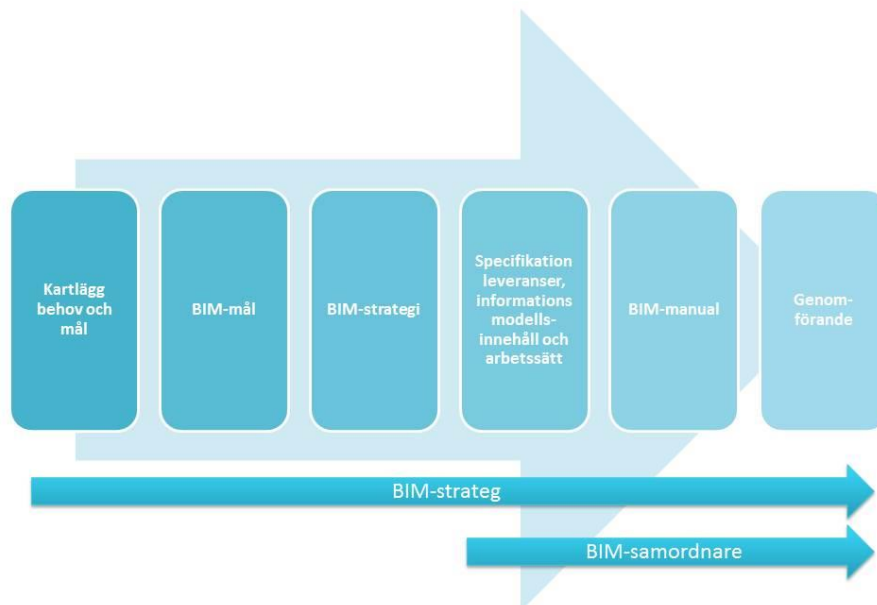 Kartlägg
behov och
mål
BIM-mål
BIM-strategi
Specifikation
leveranser,
informations
modells-
innehåll och
arbetssätt
BIM-manual
Genom-
förande
BIM-strateg
BIM-samordnare